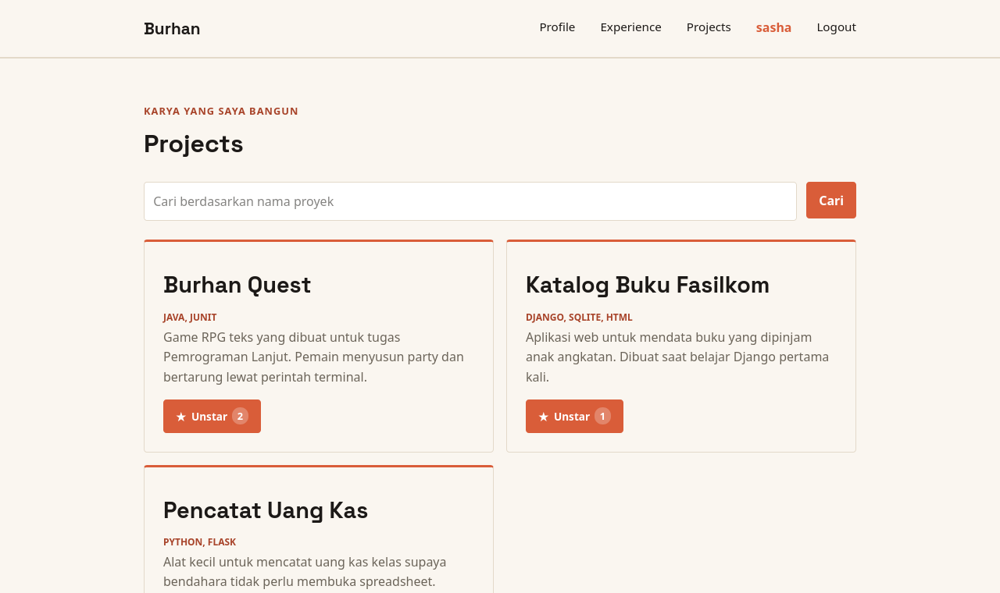 Burhan
Profile Experience Projects sasha Logout
KARYA YANG SAYA BANGUN
Projects
Cari berdasarkan nama proyek
Cari
Burhan Quest
JAVA, JUNIT
Game RPG teks yang dibuat untuk tugas
Pemrograman Lanjut. Pemain menyusun party dan
bertarung lewat perintah terminal.
★ Unstar 2
Katalog Buku Fasilkom
DJANGO, SQLITE, HTML
Aplikasi web untuk mendata buku yang dipinjam
anak angkatan. Dibuat saat belajar Django pertama
kali.
★ Unstar 1
Pencatat Uang Kas
PYTHON, FLASK
Alat kecil untuk mencatat uang kas kelas supaya
bendahara tidak perlu membuka spreadsheet.